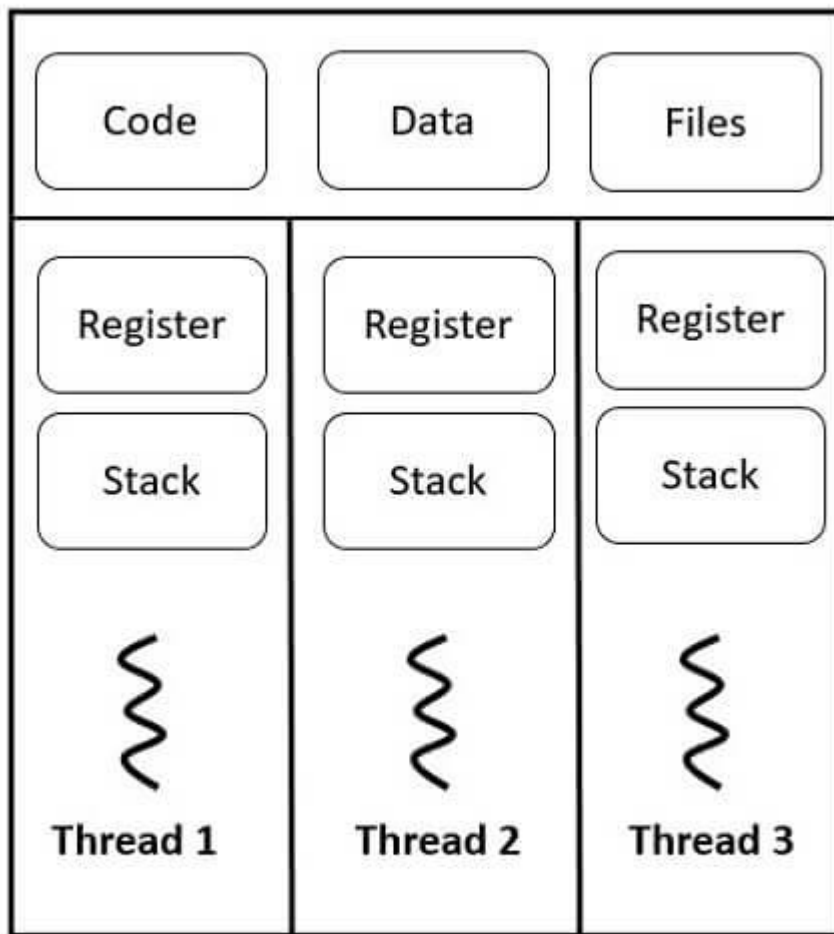 Code Data Files
Register Register Register
Stack Stack Stack
Thread 1 Thread 2 Thread 3